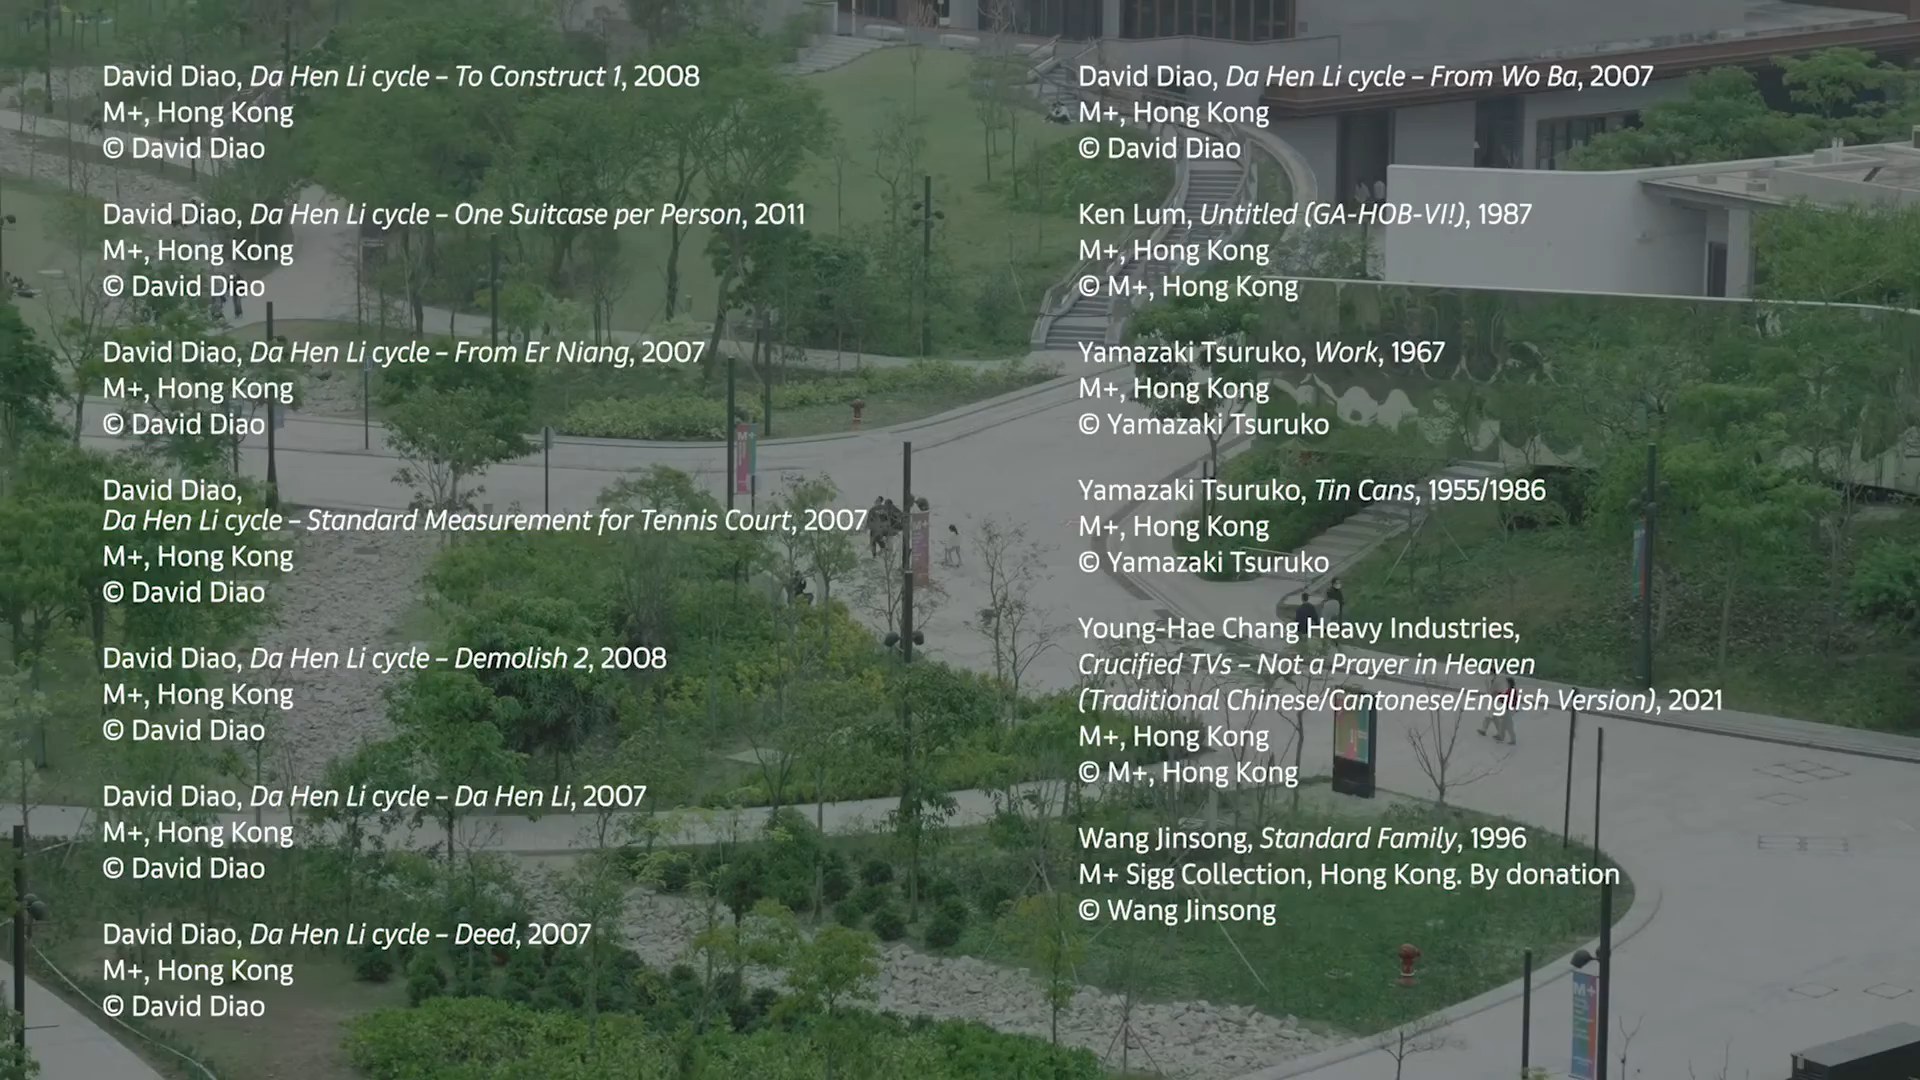 David Diao, Da Hen Li cycle – To Construct 1, 2008
M+, Hong Kong
© David Diao
David Diao, Da Hen Li cycle – One Suitcase per Person, 2011
M+, Hong Kong
© David Diao
David Diao, Da Hen Li cycle – From Er Niang, 2007
M+, Hong Kong
© David Diao
David Diao,
Da Hen Li cycle – Standard Measurement for Tennis Court, 2007
M+, Hong Kong
© David Diao
David Diao, Da Hen Li cycle – Demolish 2, 2008
M+, Hong Kong
© David Diao
David Diao, Da Hen Li cycle – Da Hen Li, 2007
M+, Hong Kong
© David Diao
David Diao, Da Hen Li cycle – Deed, 2007
M+, Hong Kong
© David Diao
David Diao, Da Hen Li cycle – From Wo Ba, 2007
M+, Hong Kong
© David Diao
Ken Lum, Untitled (GA-HOB-VI!), 1987
M+, Hong Kong
© M+, Hong Kong
Yamazaki Tsuruko, Work, 1967
M+, Hong Kong
© Yamazaki Tsuruko
Yamazaki Tsuruko, Tin Cans, 1955/1986
M+, Hong Kong
© Yamazaki Tsuruko
Young-Hae Chang Heavy Industries,
Crucified TVs – Not a Prayer in Heaven
(Traditional Chinese/Cantonese/English Version), 2021
M+, Hong Kong
© M+, Hong Kong
Wang Jinsong, Standard Family, 1996
M+ Sigg Collection, Hong Kong. By donation
© Wang Jinsong
M+
M+